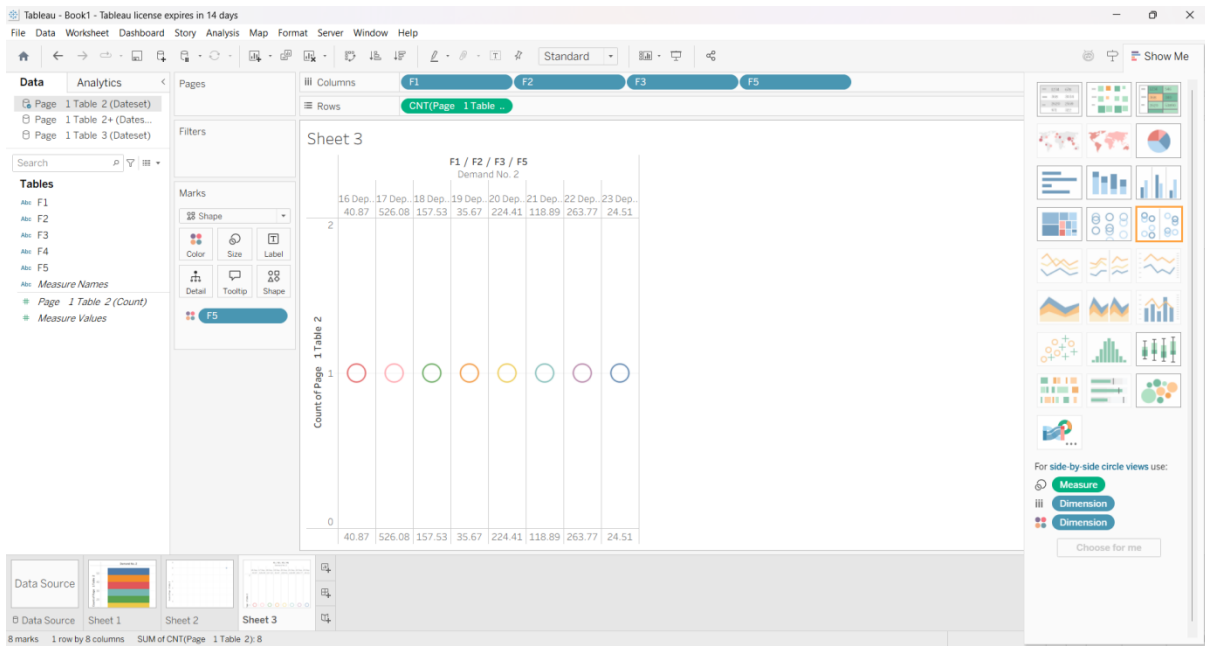 Tableau - Book1 - Tableau license expires in 14 days
File Data Worksheet Dashboard Story Analysis Map Format Server Window Help
Standard
Show Me
Data Analytics
Page 1 Table 2 (Dateset)
Page 1 Table 2+ (Dates...
Page 1 Table 3 (Dateset)
Search
Tables
Abc F1
Abc F2
Abc F3
Abc F4
Abc F5
Abc Measure Names
# Page 1 Table 2 (Count)
# Measure Values
Pages
Filters
Marks
Shape
Color Size Label
Detail Tooltip Shape
F5
Columns F1 F2 F3 F5
Rows CNT(Page 1 Table ..
Sheet 3
F1 / F2 / F3 / F5
Demand No. 2
16 Dep.. 17 Dep.. 18 Dep.. 19 Dep.. 20 Dep.. 21 Dep.. 22 Dep.. 23 Dep..
40.87 526.08 157.53 35.67 224.41 118.89 263.77 24.51
2
1
0
Count of Page 1 Table 2
40.87 526.08 157.53 35.67 224.41 118.89 263.77 24.51
For side-by-side circle views use:
Measure
Dimension
Dimension
Choose for me
Data Source
Data Source Sheet 1 Sheet 2 Sheet 3
8 marks 1 row by 8 columns SUM of CNT(Page 1 Table 2): 8